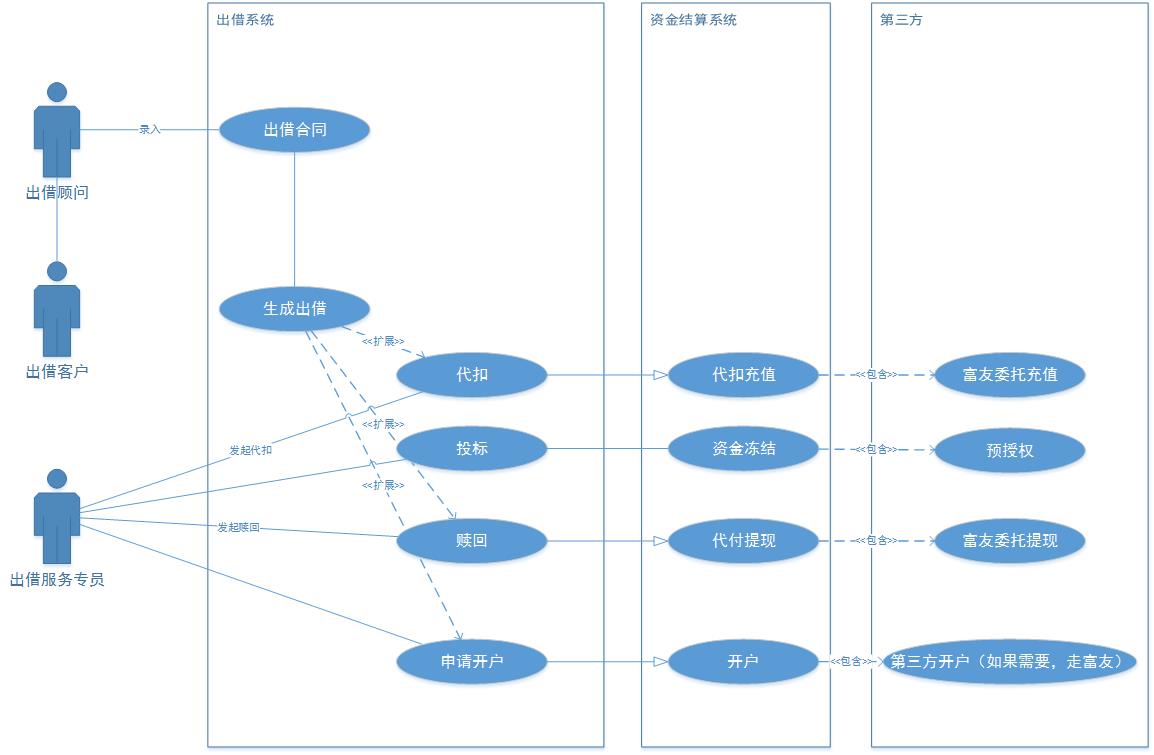 出借系统
资金结算系统
第三方
录入
出借合同
出借顾问
生成出借
<<扩展>>
出借客户
代扣
代扣充值
<<包含>>
富友委托充值
<<扩展>>
发起代扣
投标
资金冻结
<<包含>>
预授权
<<扩展>>
发起赎回
赎回
代付提现
<<包含>>
富友委托提现
出借服务专员
申请开户
开户
<<包含>>
第三方开户（如果需要，走富友）